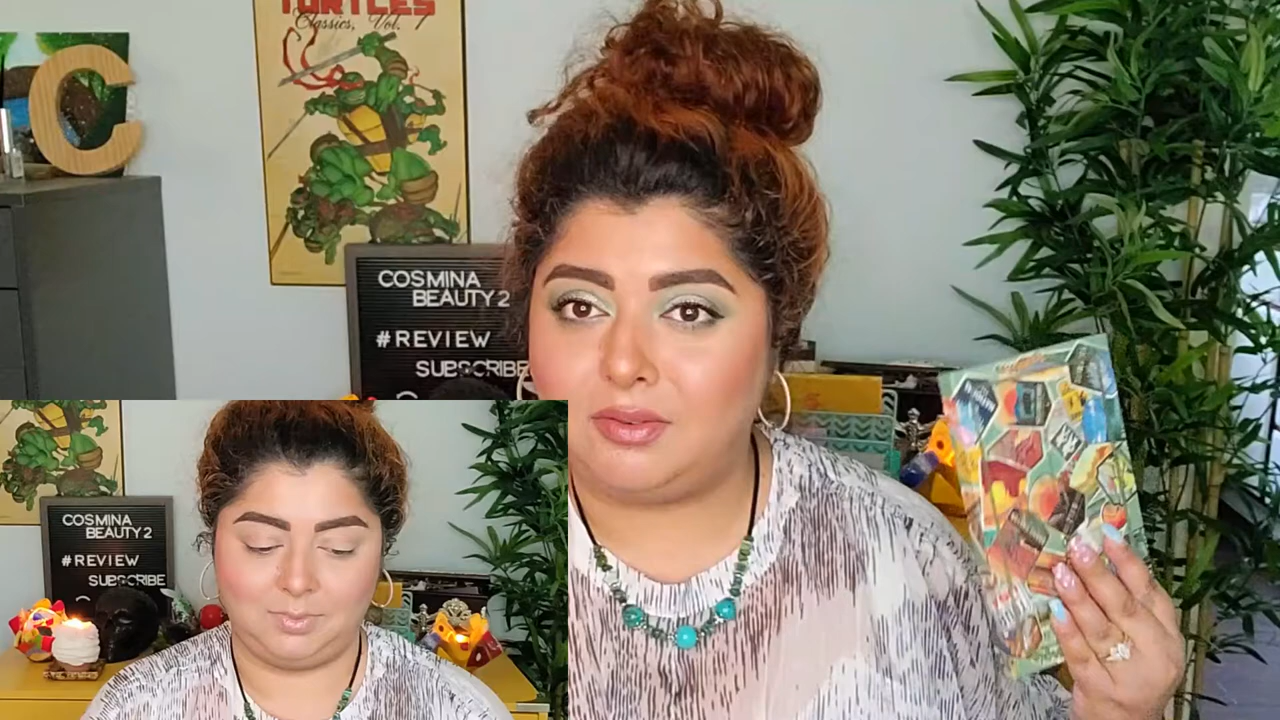 TURTLES
Classics, Vol. 1
C
COSMINA
BEAUTY 2
#REVIEW
SUBSCRIBE
COSMINA
BEAUTY 2
#REVIEW
SUBSCRIBE